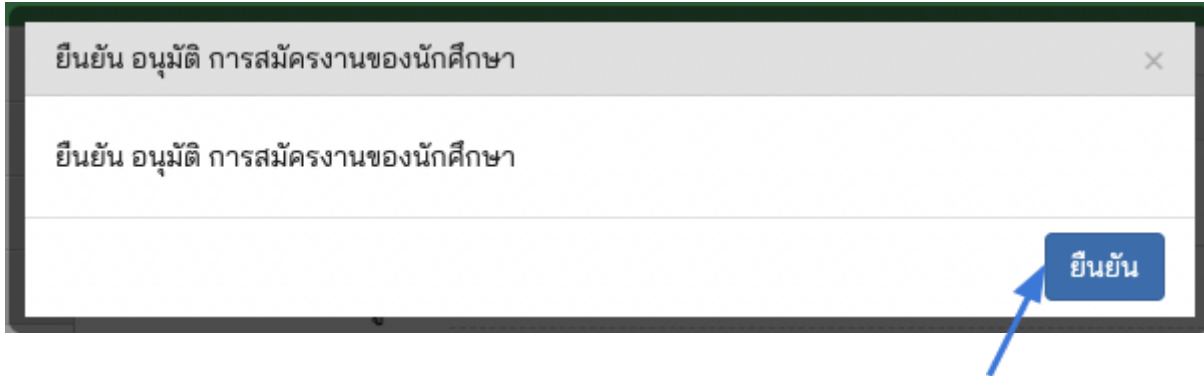 ยืนยัน อนุมัติ การสมัครงานของนักศึกษา
×
ยืนยัน อนุมัติ การสมัครงานของนักศึกษา
ยืนยัน